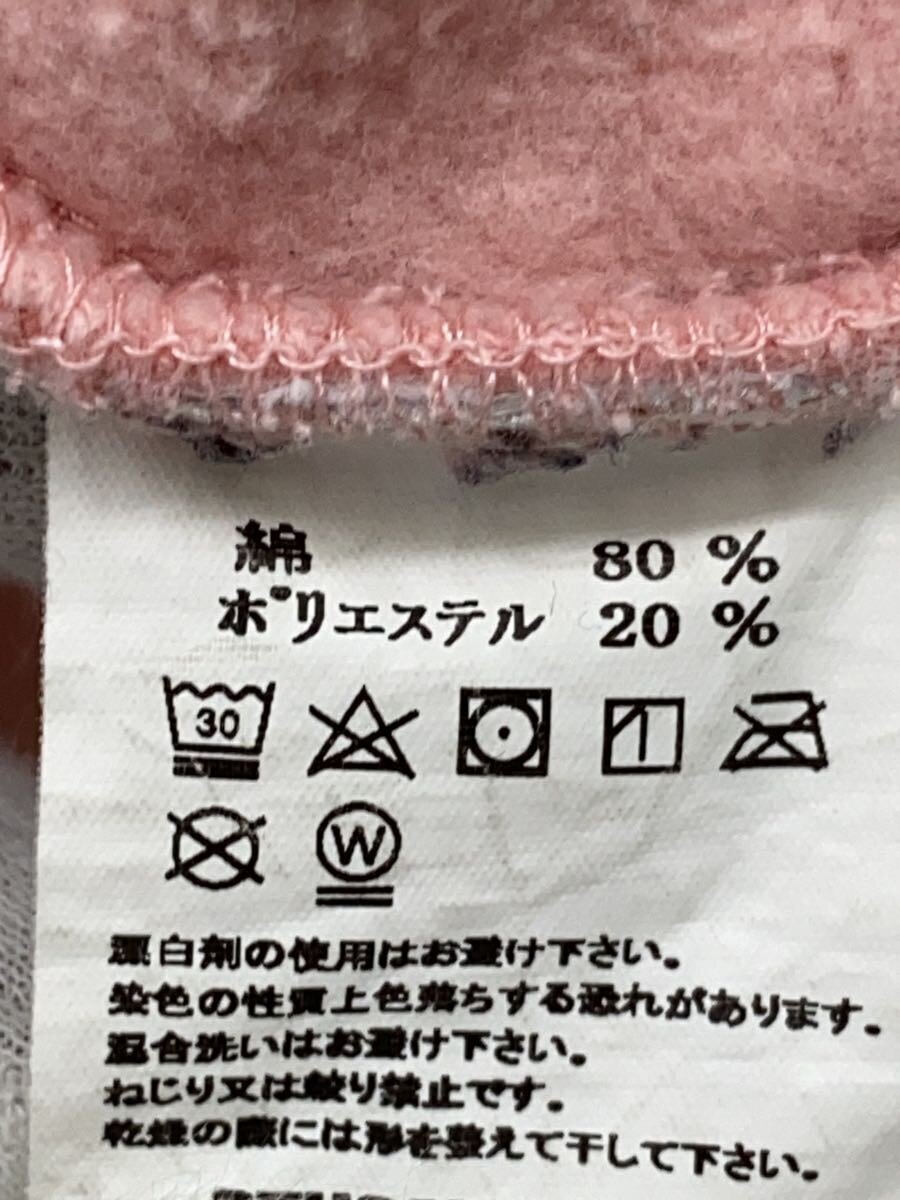 綿 80 %
ポリエステル 20 %
30
1
W
漂白剤の使用はお避け下さい。
染色の性質上色落ちする恐れがあります。
混合洗いはお避け下さい。
ねじり又は絞り禁止です。
乾燥の際には形を整えて干して下さい。